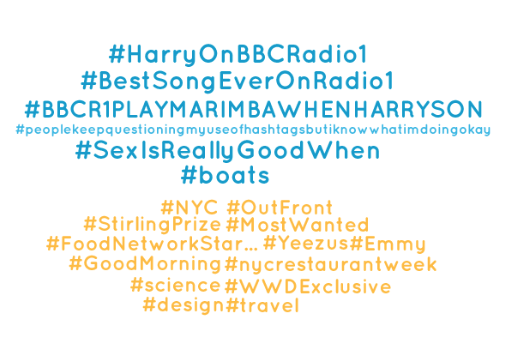 #HarryOnBBCRadio1
#BestSongEverOnRadio1
#BBCR1PLAYMARIMBAWHENHARRYSON
#peoplekeepquestioningmyuseofhashtagsbutiknowwhatimdoingokay
#SexIsReallyGoodWhen
#boats
#NYC #OutFront
#StirlingPrize #MostWanted
#FoodNetworkStar... #Yeezus #Emmy
#GoodMorning #nycrestaurantweek
#science #WWDExclusive
#design #travel